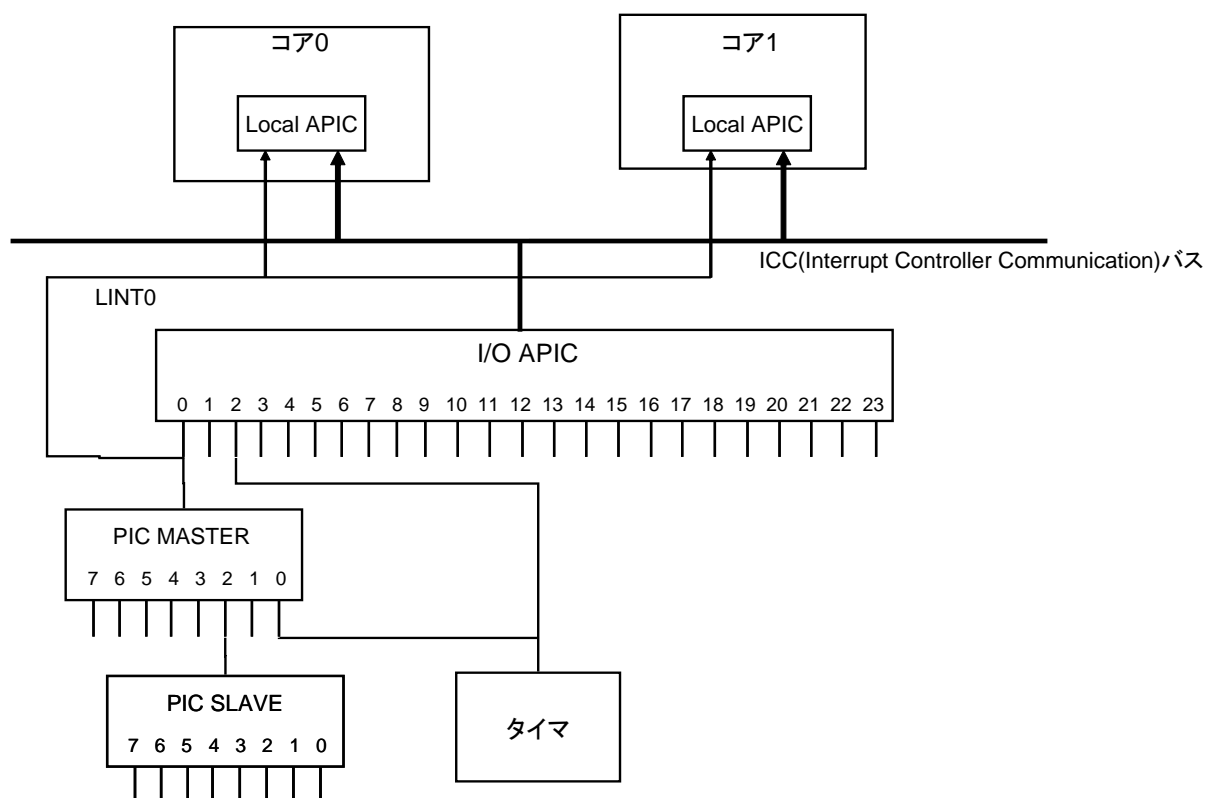 コア0
コア1
Local APIC
Local APIC
ICC(Interrupt Controller Communication)バス
LINT0
I/O APIC
0 1 2 3 4 5 6 7 8 9 10 11 12 13 14 15 16 17 18 19 20 21 22 23
PIC MASTER
7 6 5 4 3 2 1 0
PIC SLAVE
7 6 5 4 3 2 1 0
タイマ